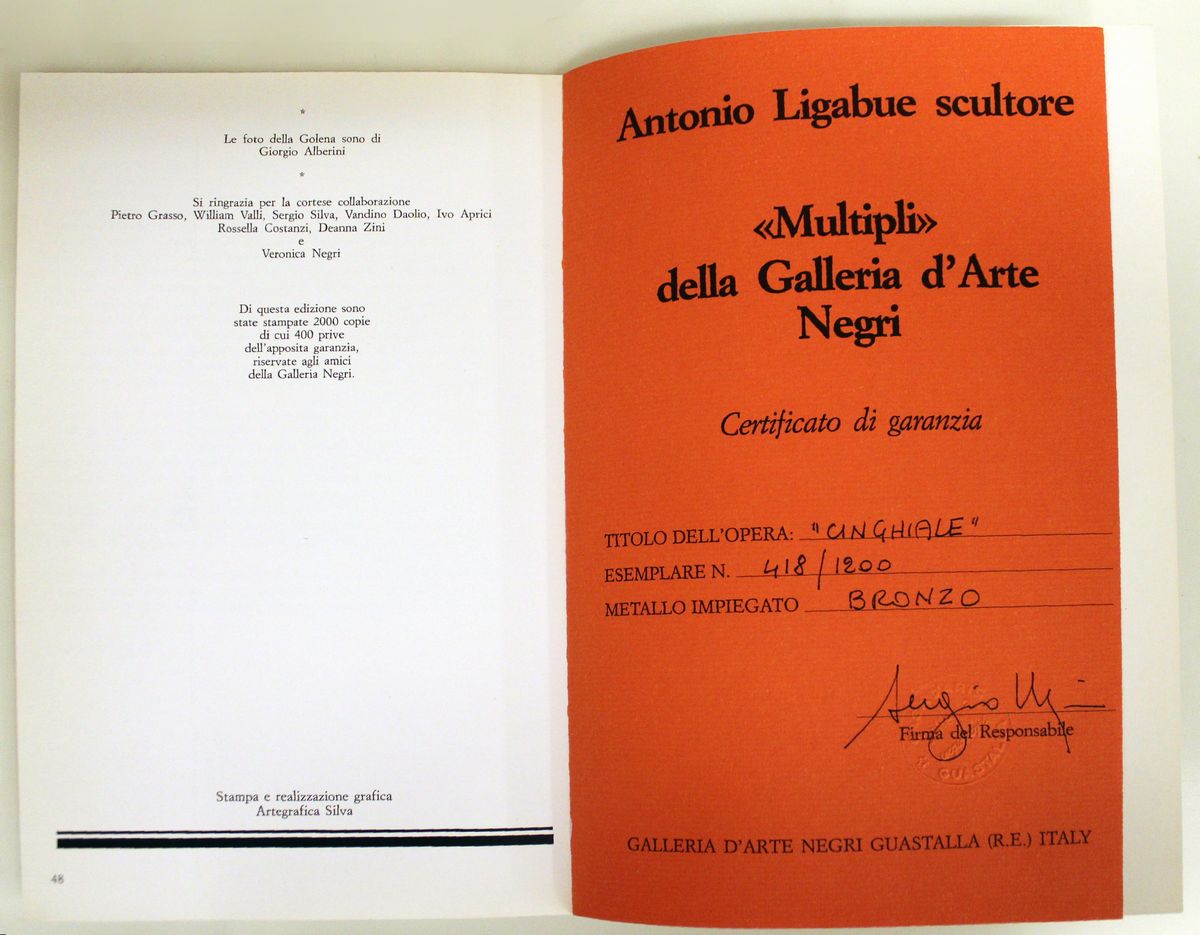 *
Le foto della Golena sono di
Giorgio Alberini
*
Si ringrazia per la cortese collaborazione
Pietro Grasso, William Valli, Sergio Silva, Vandino Daolio, Ivo Aprici
Rossella Costanzi, Deanna Zini
e
Veronica Negri
Di questa edizione sono
state stampate 2000 copie
di cui 400 prive
dell'apposita garanzia,
riservate agli amici
della Galleria Negri.
Stampa e realizzazione grafica
Artegrafica Silva
48
Antonio Ligabue scultore
«Multipli»
della Galleria d'Arte
Negri
Certificato di garanzia
TITOLO DELL'OPERA: "CINGHIALE"
ESEMPLARE N. 418/1200
METALLO IMPIEGATO BRONZO
Sergio
Firma del Responsabile
GUASTALLA
GALLERIA D'ARTE NEGRI GUASTALLA (R.E.) ITALY